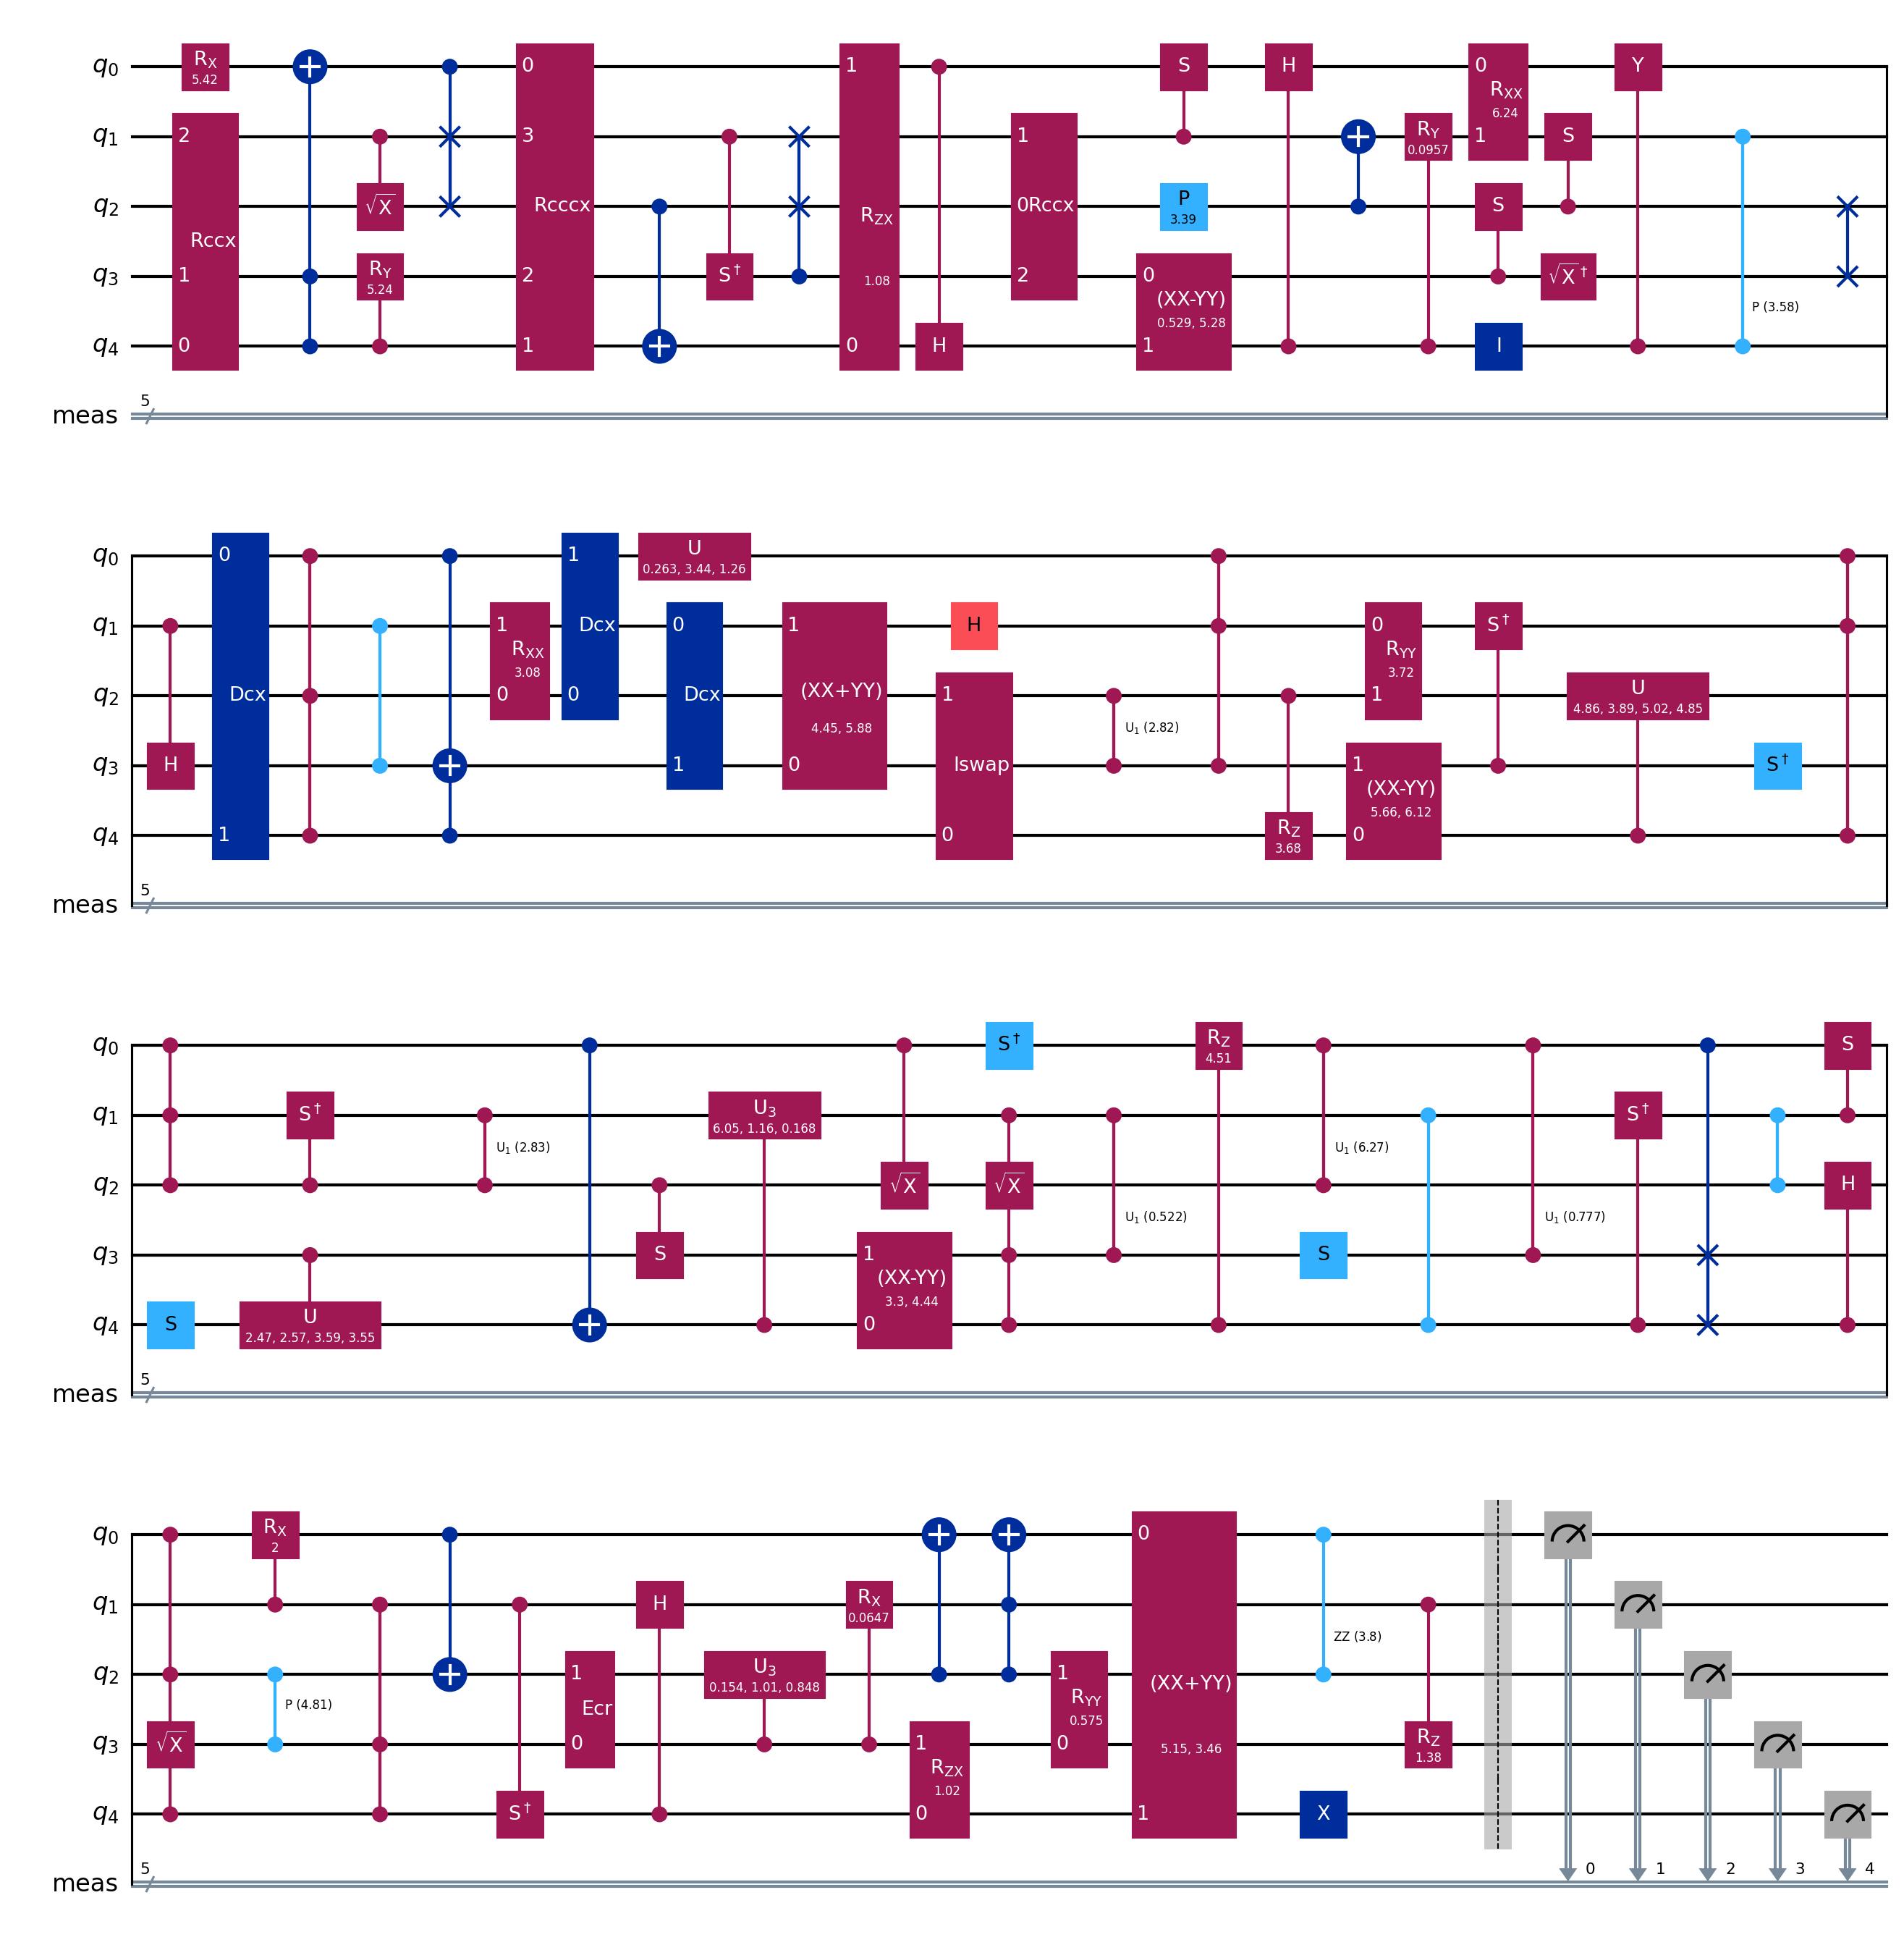 q0 RX 5.42 0 1 S H 0 RXX 6.24 Y
q1 2 3 1 RY 0.0957 1 S
q2 Rccx √X Rcccx RZX 0Rccx P 3.39 S
q3 1 RY 5.24 2 S† 1.08 2 0 (XX-YY) 0.529, 5.28 √X† P (3.58)
q4 0 1 0 H 1 I
meas 5
q0 0 1 U 0.263, 3.44, 1.26
q1 1 RXX 3.08 Dcx 0 1 H 0 RYY 3.72 S†
q2 Dcx 0 0 Dcx (XX+YY) 4.45, 5.88 1 U1 (2.82) 1 U 4.86, 3.89, 5.02, 4.85
q3 H 1 0 Iswap 1 (XX-YY) 5.66, 6.12 S†
q4 1 0 RZ 3.68 0
meas 5
q0 S† RZ 4.51 S
q1 S† U1 (2.83) U3 6.05, 1.16, 0.168 U1 (6.27) S†
q2 √X √X U1 (0.522) U1 (0.777) H
q3 S 1 (XX-YY) 3.3, 4.44 S
q4 S U 2.47, 2.57, 3.59, 3.55 0
meas 5
q0 RX 2 0
q1 H RX 0.0647 ZZ (3.8)
q2 P (4.81) 1 Ecr U3 0.154, 1.01, 0.848 1 RYY 0.575 (XX+YY) 5.15, 3.46
q3 √X 0 1 RZX 1.02 0 RZ 1.38
q4 S† 0 1 X
meas 5 0 1 2 3 4